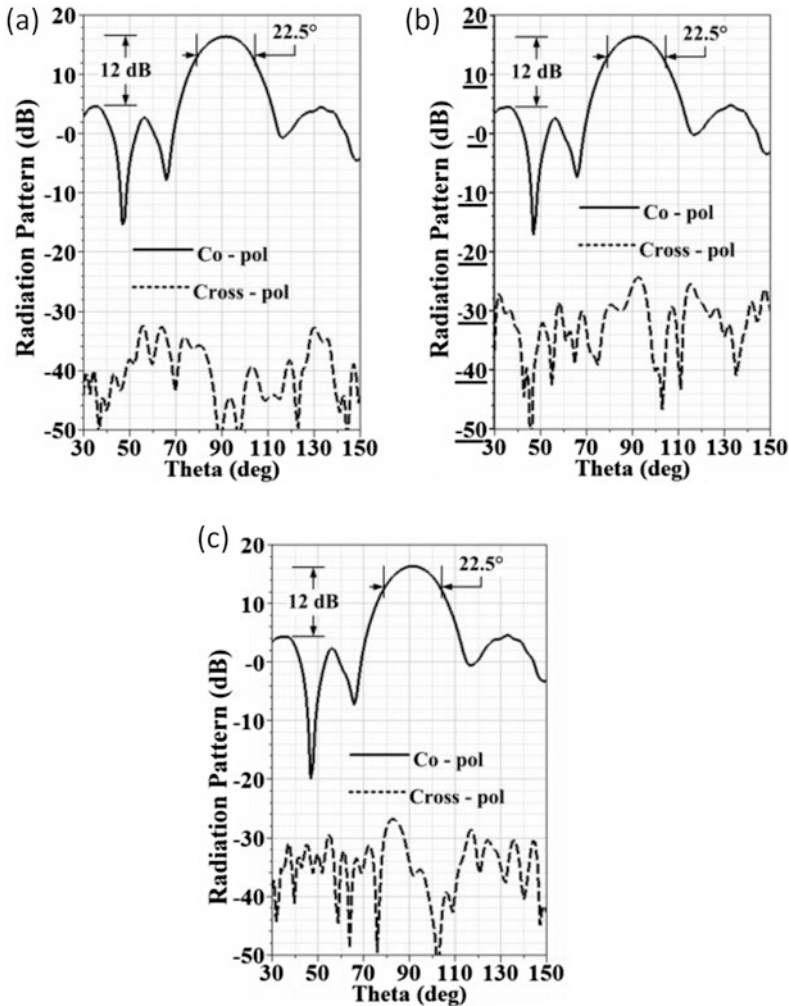 (a)
20
10
-0
-10
-20
-30
-40
-50
Radiation Pattern (dB)
12 dB
22.5°
Co - pol
Cross - pol
30 50 70 90 110 130 150
Theta (deg)
(b)
20
10
-0
-10
-20
-30
-40
-50
Radiation Pattern (dB)
12 dB
22.5°
Co - pol
Cross - pol
30 50 70 90 110 130 150
Theta (deg)
(c)
20
10
-0
-10
-20
-30
-40
-50
Radiation Pattern (dB)
12 dB
22.5°
Co - pol
Cross - pol
30 50 70 90 110 130 150
Theta (deg)